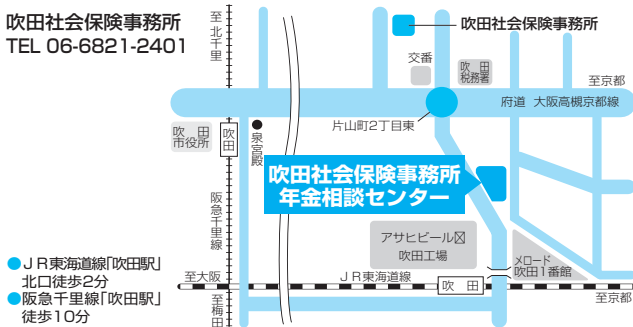 吹田社会保険事務所
TEL 06-6821-2401
至北千里
吹田社会保険事務所
交番
吹田
税務署
至京都
府道 大阪高槻京都線
片山町2丁目東
吹田
市役所
吹田
泉宮殿
吹田社会保険事務所
年金相談センター
阪急千里線
アサヒビール☒
吹田工場
メロード
吹田1番館
●JR東海道線「吹田駅」
北口徒歩2分
●阪急千里線「吹田駅」
徒歩10分
至大阪
JR東海道線
吹田
至京都
至梅田